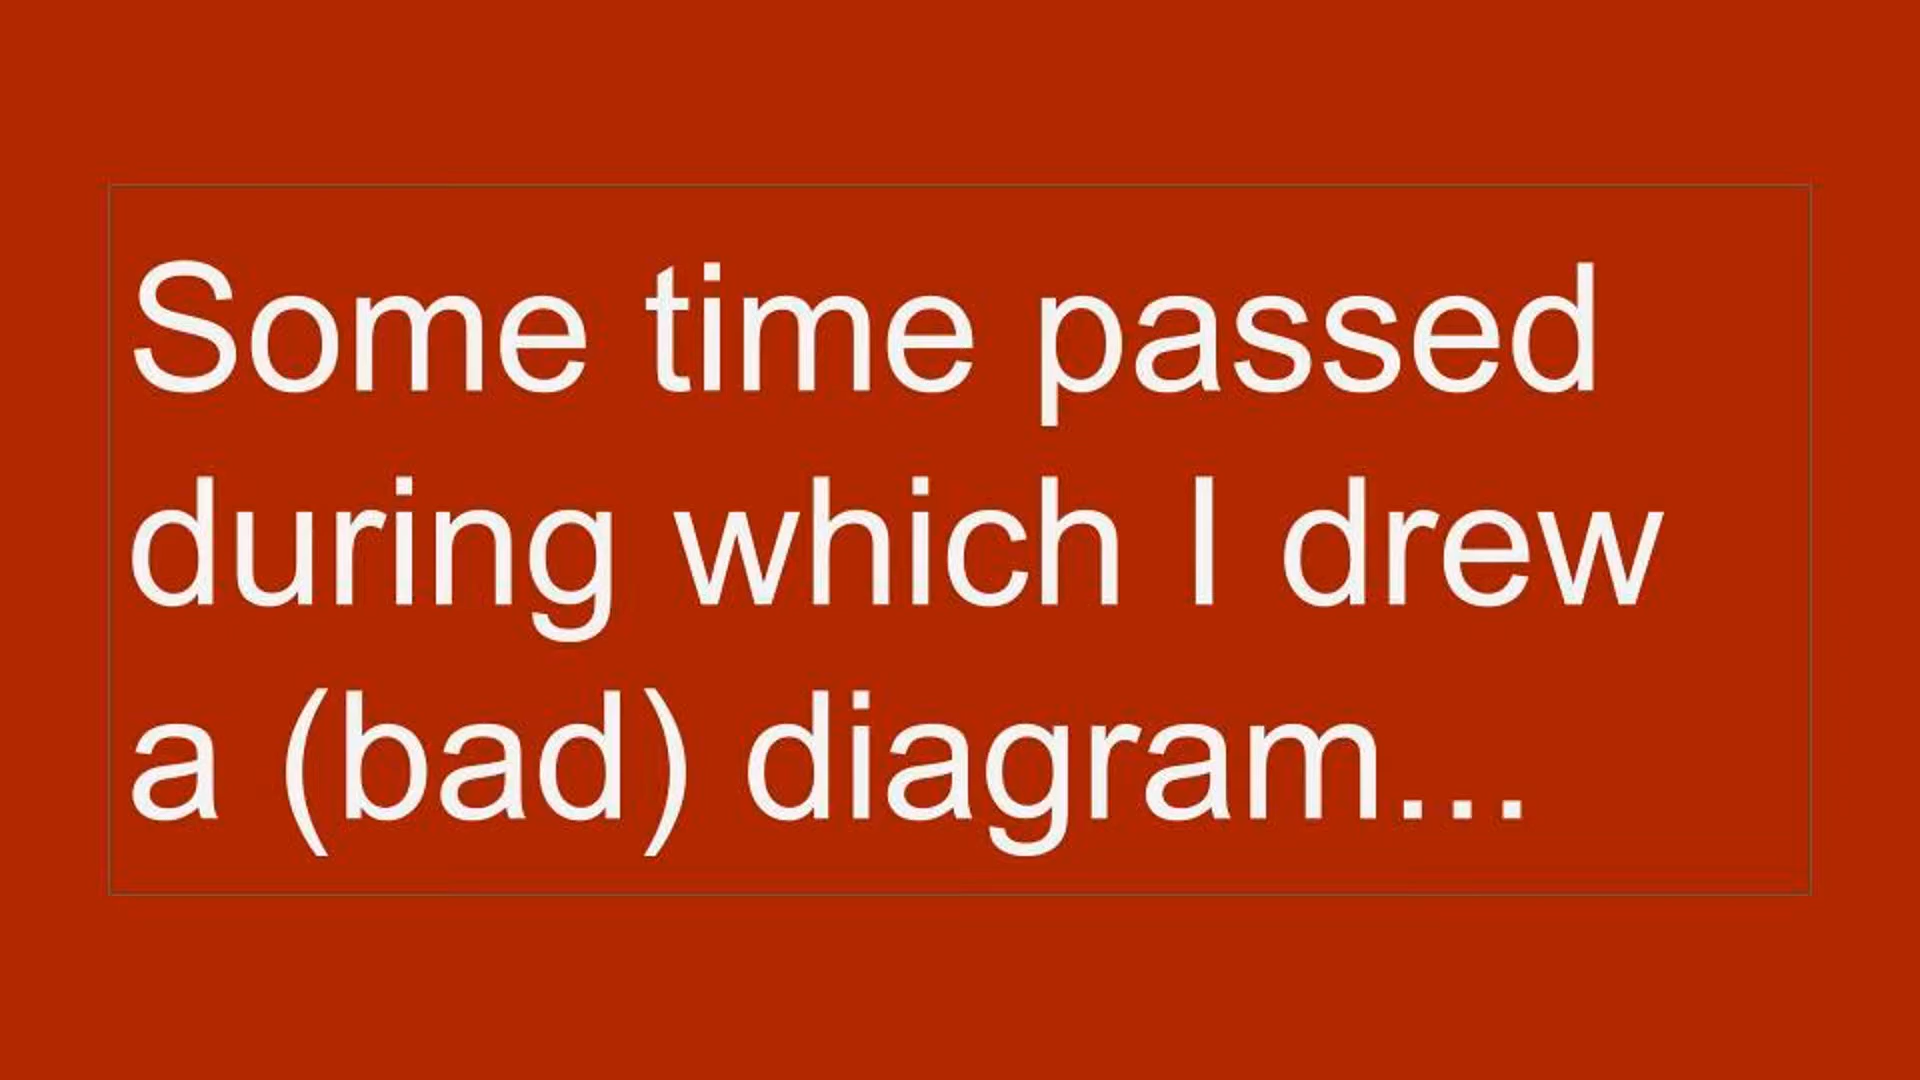 Some time passed
during which I drew
a (bad) diagram...